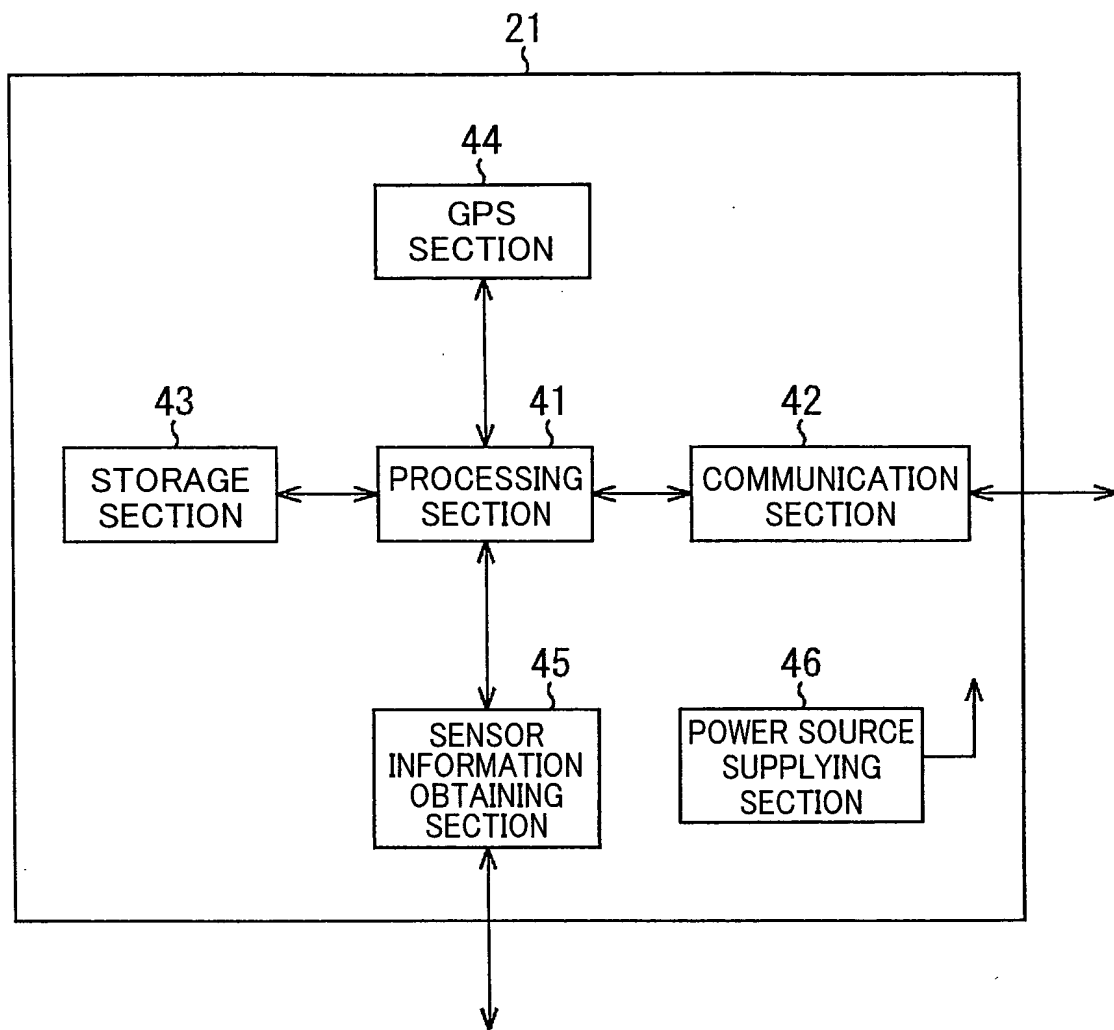 21
44
GPS
SECTION
43
STORAGE
SECTION
41
PROCESSING
SECTION
42
COMMUNICATION
SECTION
45
SENSOR
INFORMATION
OBTAINING
SECTION
46
POWER SOURCE
SUPPLYING
SECTION